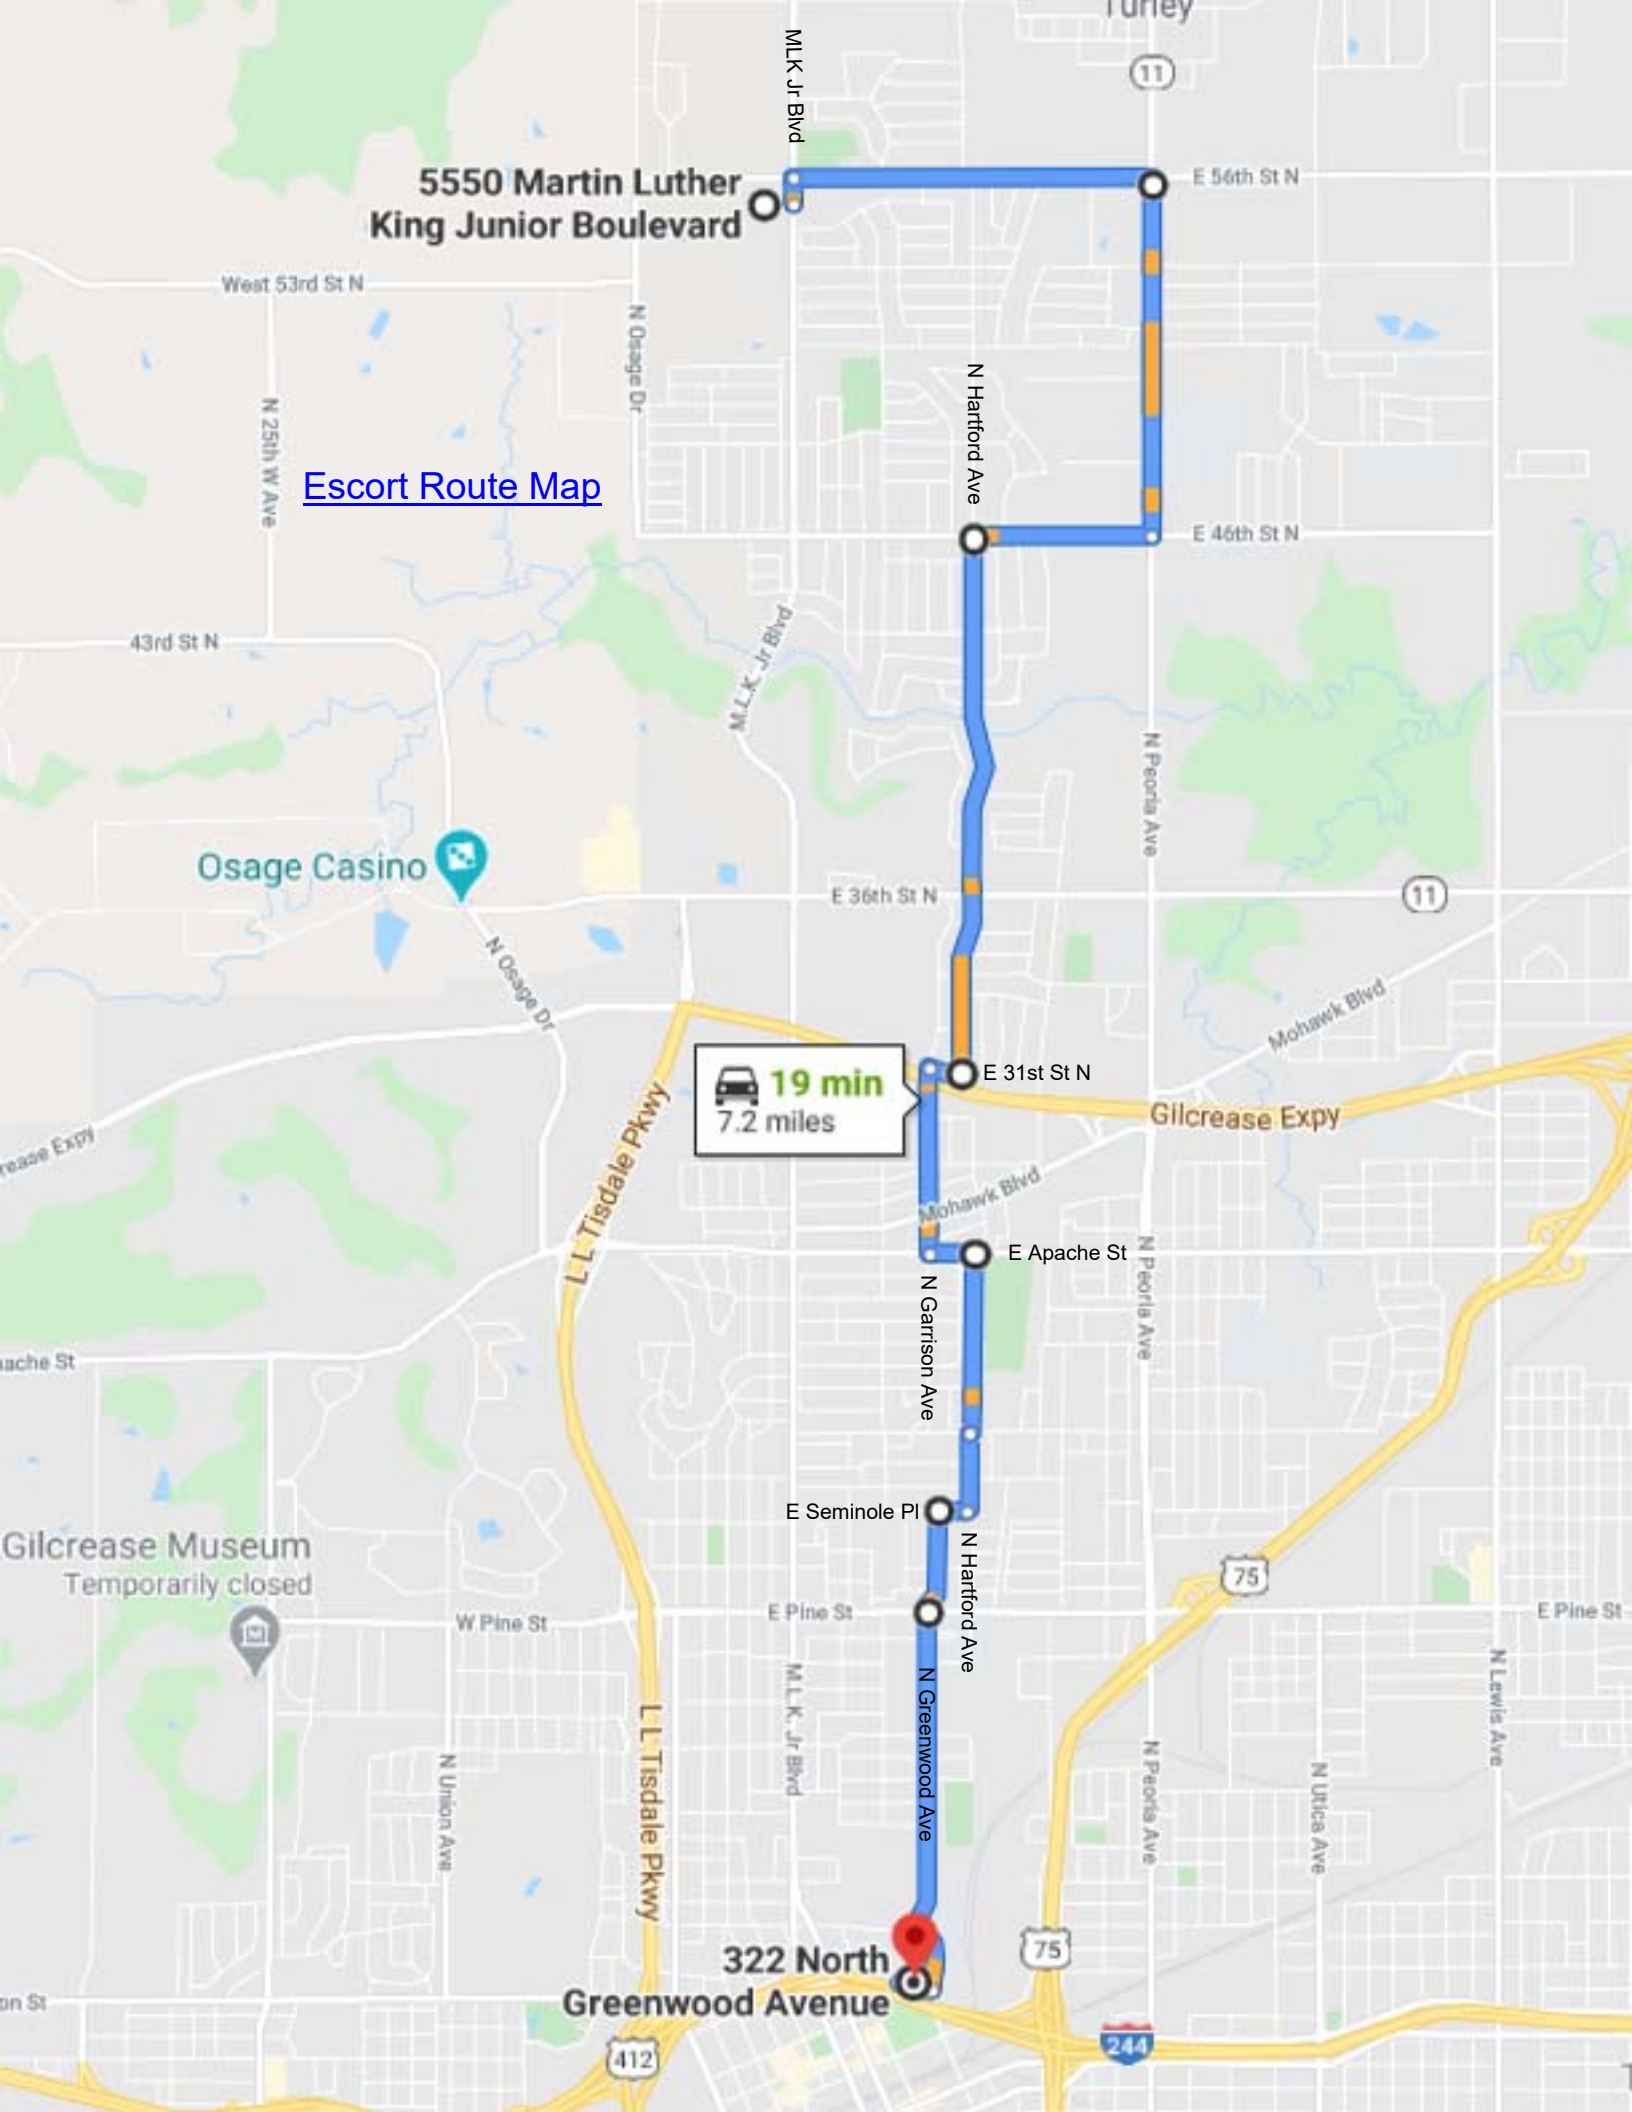 Turley
11
MLK Jr Blvd
5550 Martin Luther
King Junior Boulevard
E 56th St N
West 53rd St N
N Osage Dr
N 25th W Ave
N Hartford Ave
Escort Route Map
E 46th St N
43rd St N
M.L.K. Jr Blvd
N Peoria Ave
Osage Casino
E 36th St N
11
N Osage Dr
Mohawk Blvd
19 min
7.2 miles
E 31st St N
Gilcrease Expy
rease Expy
L L Tisdale Pkwy
Mohawk Blvd
E Apache St
N Peoria Ave
N Garrison Ave
ache St
E Seminole Pl
N Hartford Ave
Gilcrease Museum
Temporarily closed
75
W Pine St
E Pine St
E Pine St
N Greenwood Ave
M.L.K. Jr Blvd
N Lewis Ave
L L Tisdale Pkwy
N Union Ave
N Peoria Ave
N Utica Ave
322 North
Greenwood Avenue
75
on St
244
412